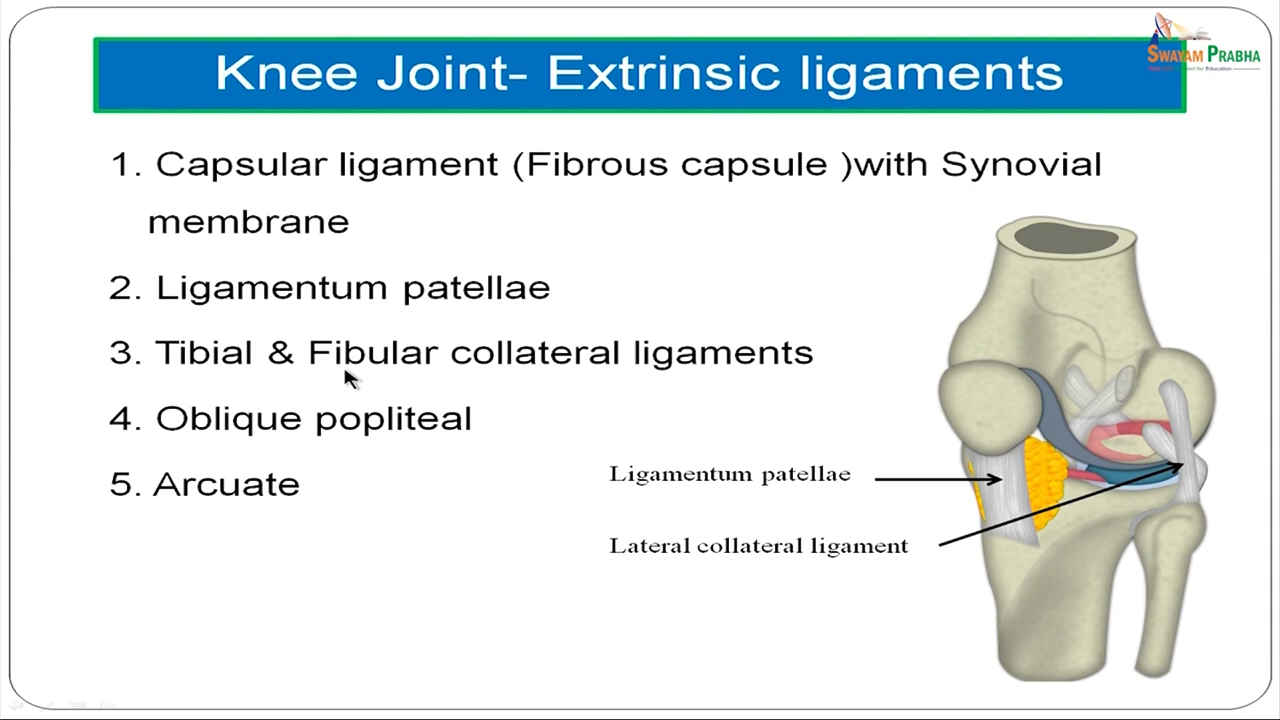 Knee Joint- Extrinsic ligaments
SWAYAM PRABHA
1. Capsular ligament (Fibrous capsule )with Synovial
membrane
2. Ligamentum patellae
3. Tibial & Fibular collateral ligaments
4. Oblique popliteal
5. Arcuate
Ligamentum patellae
Lateral collateral ligament